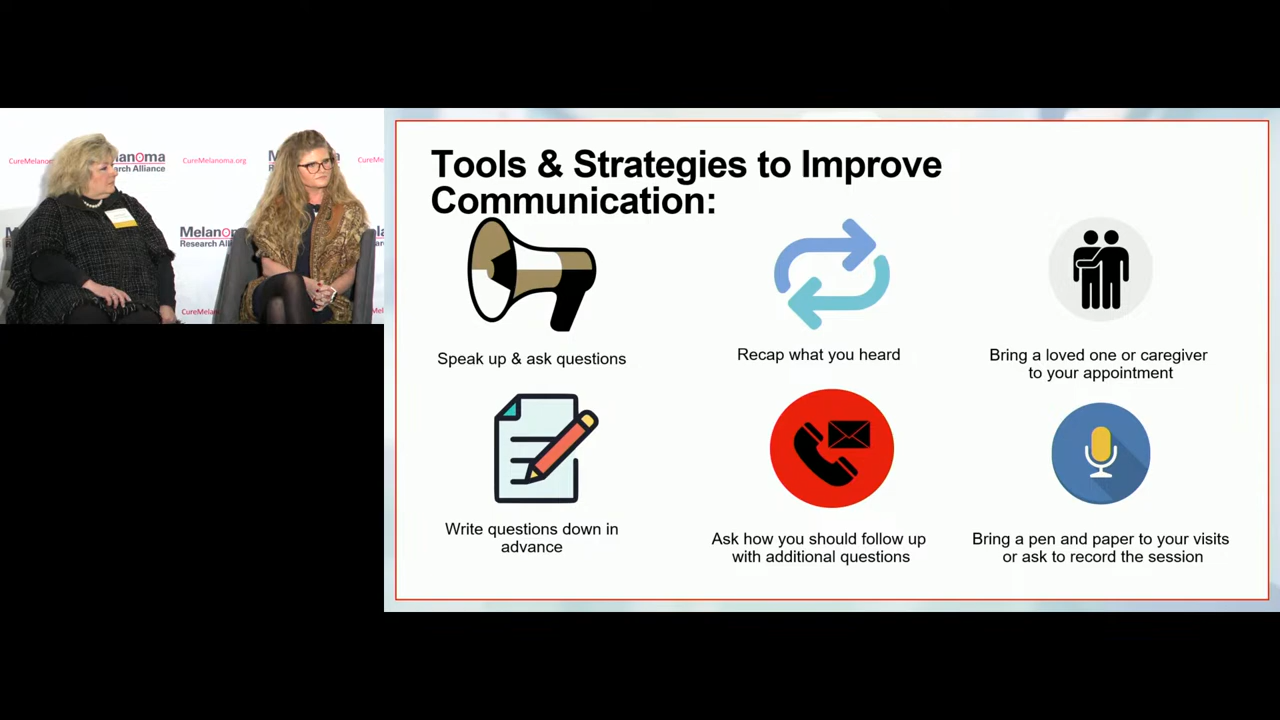 CureMelanoma.org
Melanoma
Research Alliance
CureMelanoma.org
Tools & Strategies to Improve
Communication:
Speak up & ask questions
Recap what you heard
Bring a loved one or caregiver
to your appointment
Write questions down in
advance
Ask how you should follow up
with additional questions
Bring a pen and paper to your visits
or ask to record the session